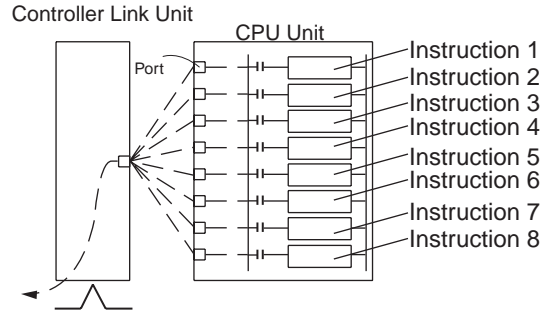 Controller Link Unit
CPU Unit
Port
Instruction 1
Instruction 2
Instruction 3
Instruction 4
Instruction 5
Instruction 6
Instruction 7
Instruction 8